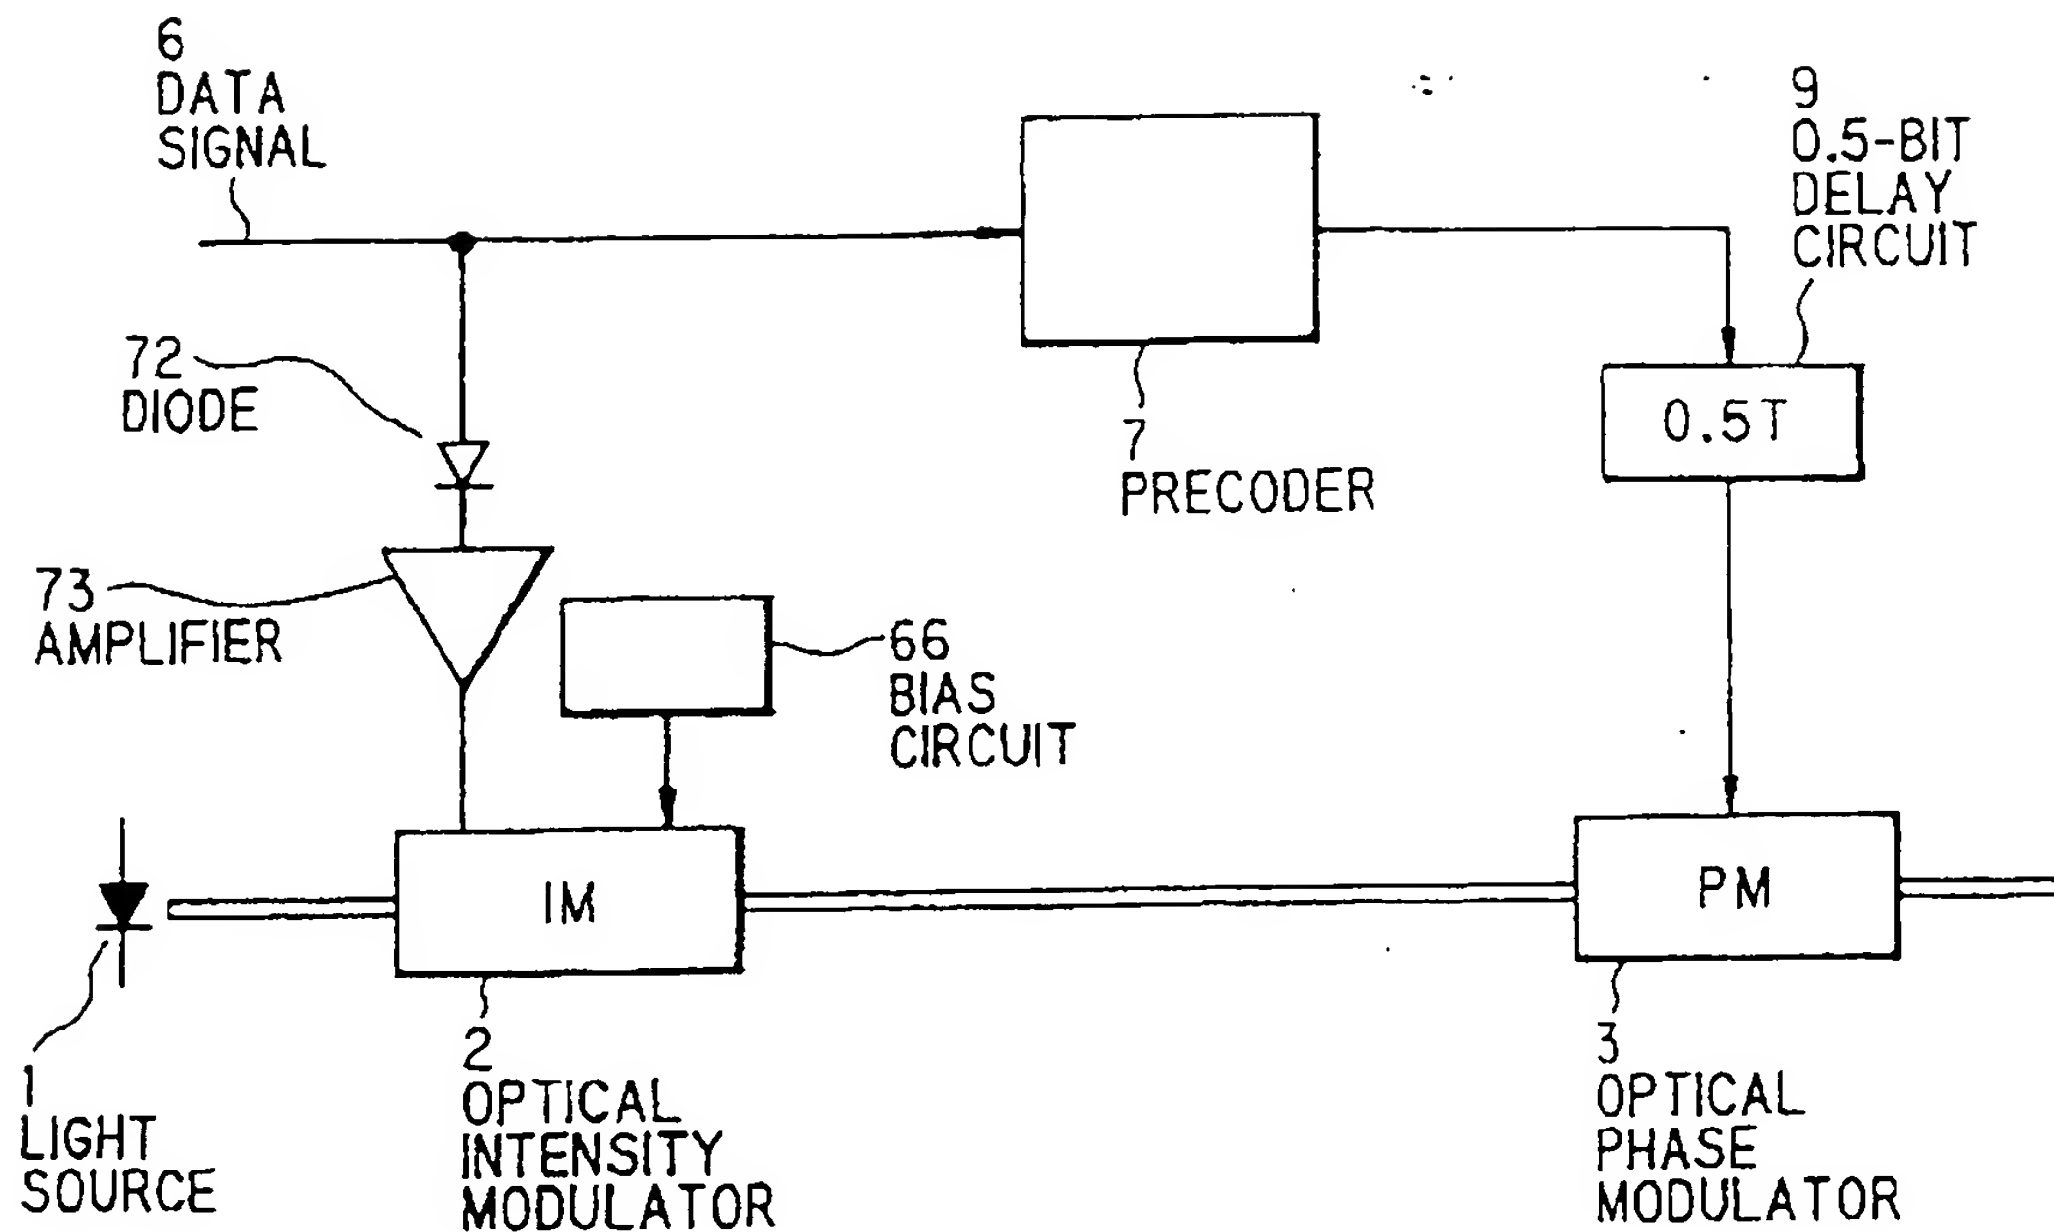 6
DATA
SIGNAL
9
0.5-BIT
DELAY
CIRCUIT
72
DIODE
0.5T
7
PRECODER
73
AMPLIFIER
66
BIAS
CIRCUIT
IM
PM
1
LIGHT
SOURCE
2
OPTICAL
INTENSITY
MODULATOR
3
OPTICAL
PHASE
MODULATOR